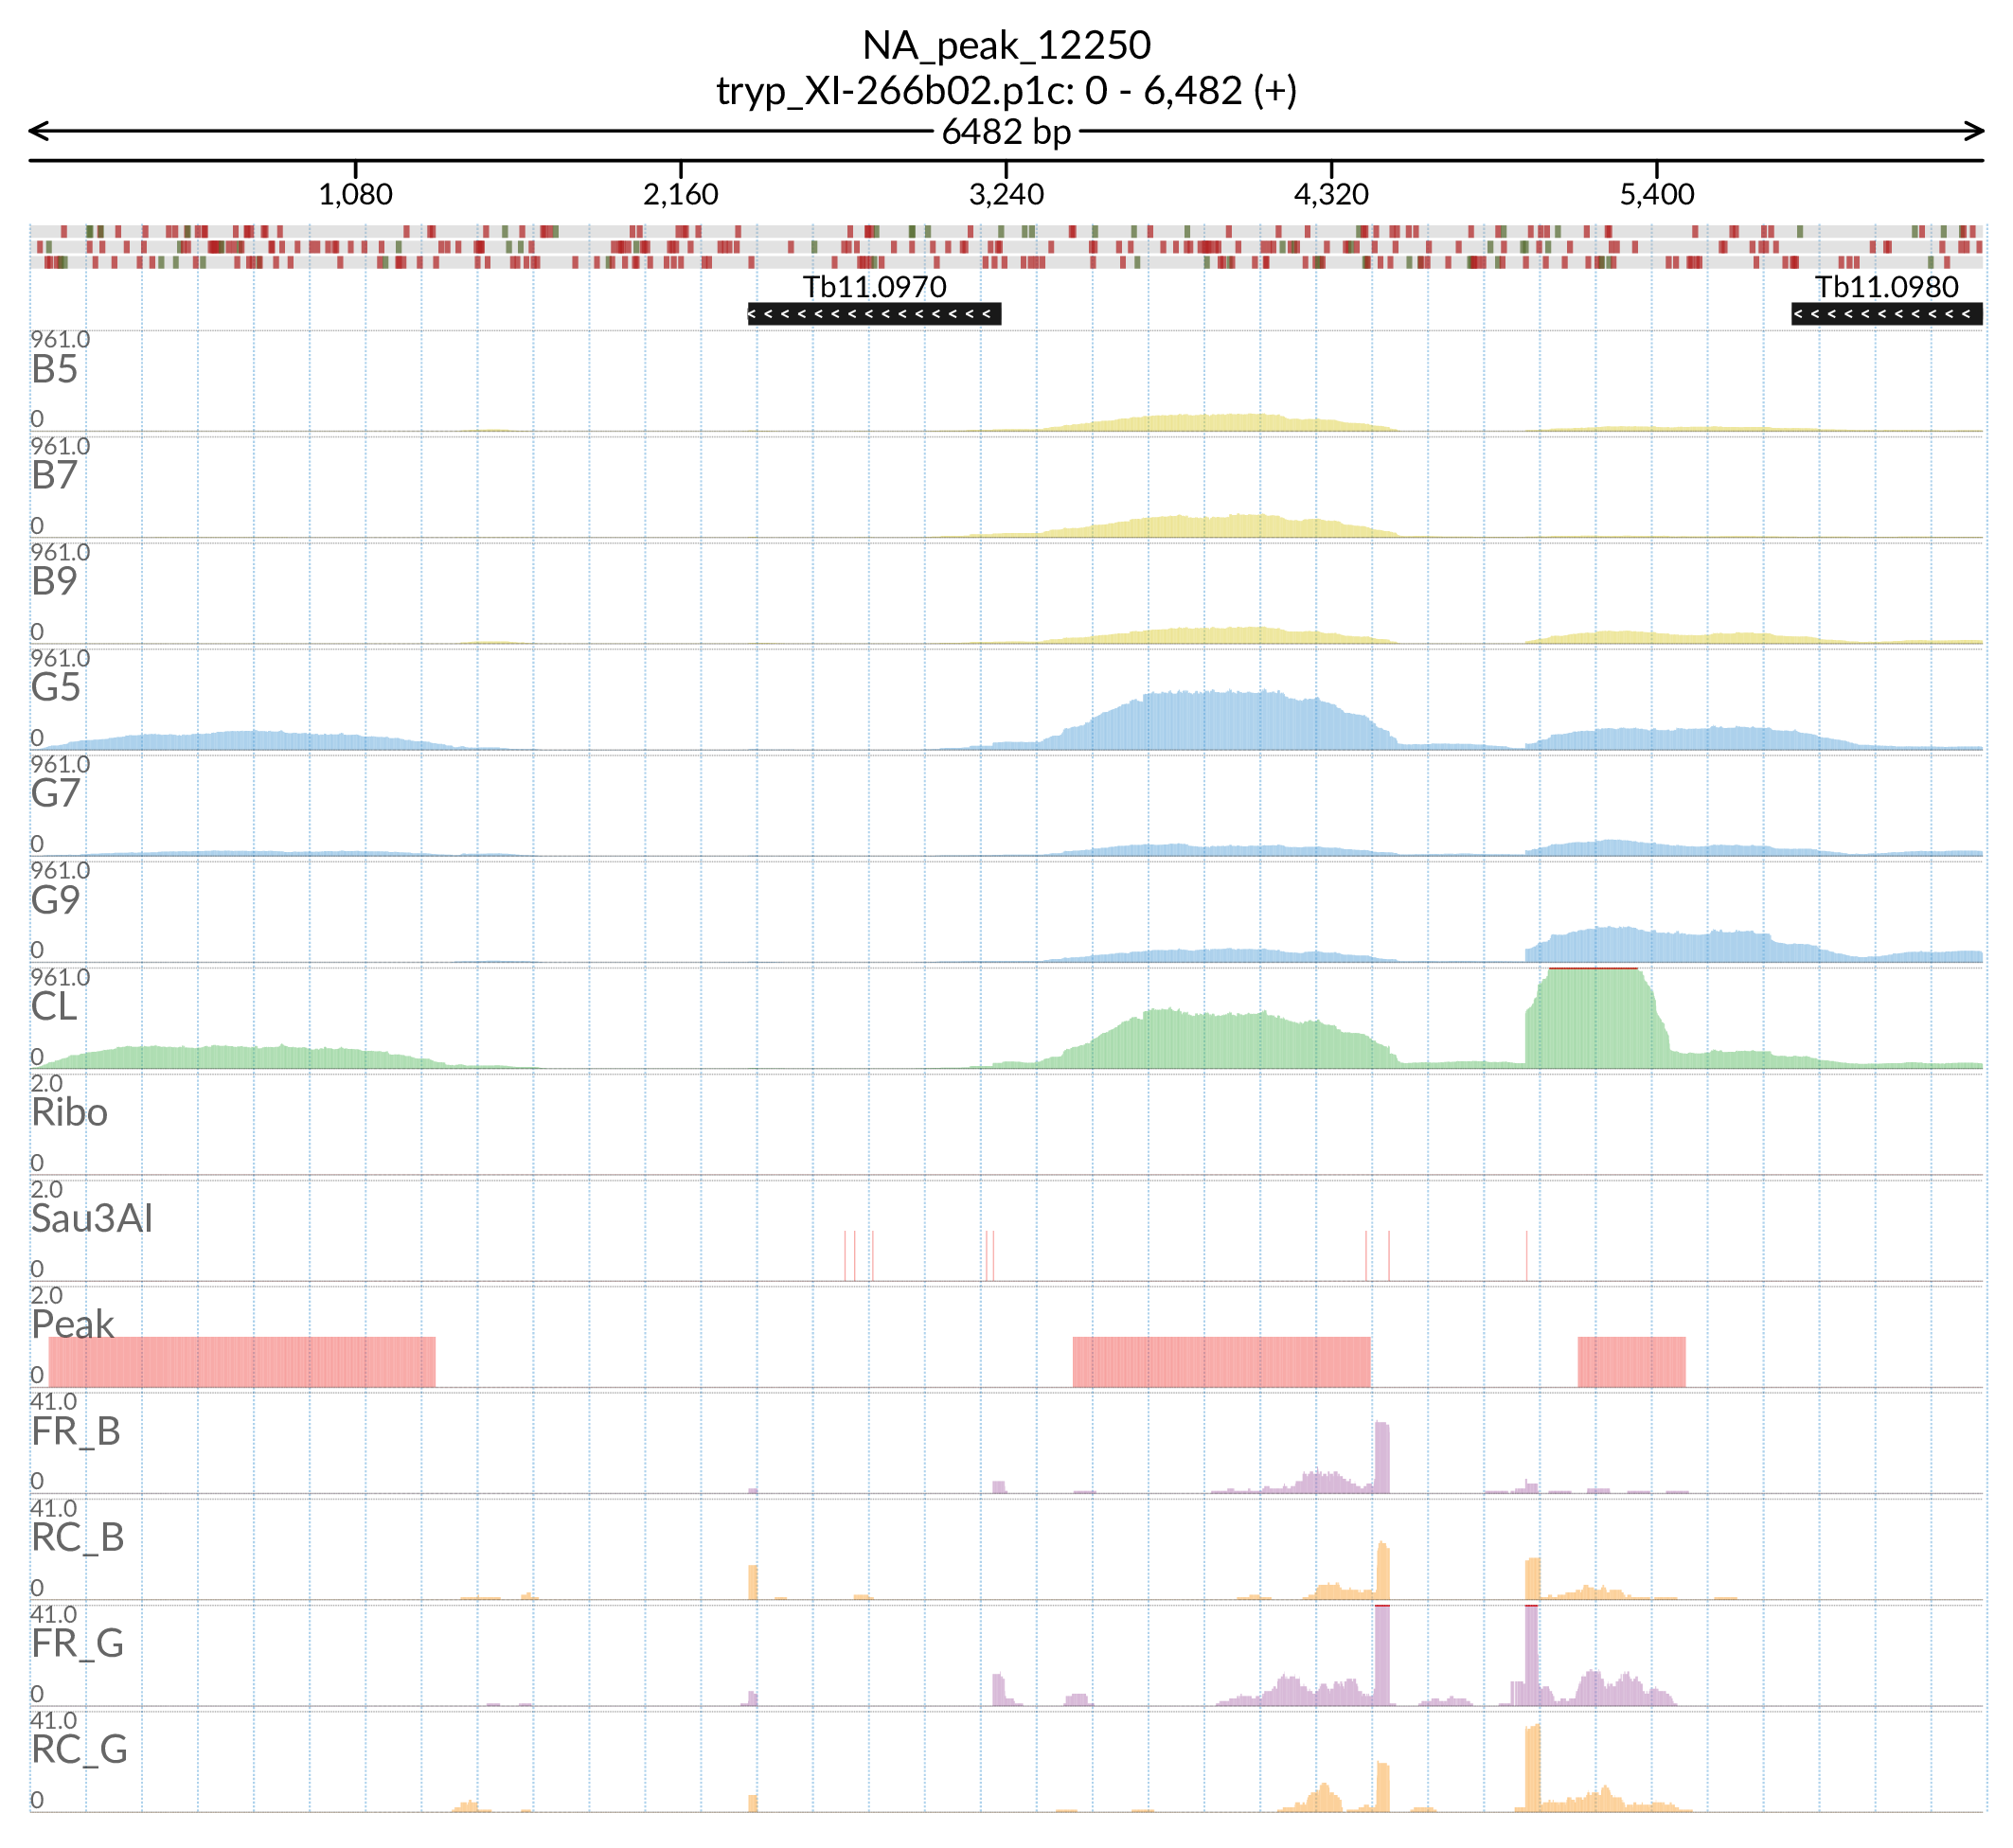 NA_peak_12250
tryp_XI-266b02.p1c: 0 - 6,482 (+)
6482 bp
1,080 2,160 3,240 4,320 5,400
Tb11.0970 Tb11.0980
961.0
B5
0
961.0
B7
0
961.0
B9
0
961.0
G5
0
961.0
G7
0
961.0
G9
0
961.0
CL
0
2.0
Ribo
0
2.0
Sau3AI
0
2.0
Peak
0
41.0
FR_B
0
41.0
RC_B
0
41.0
FR_G
0
41.0
RC_G
0